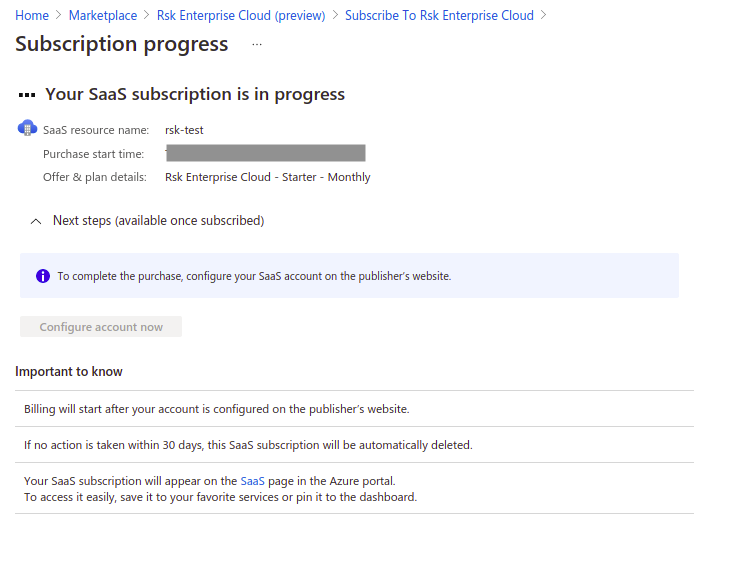 Home > Marketplace > Rsk Enterprise Cloud (preview) > Subscribe To Rsk Enterprise Cloud >
Subscription progress ...
Your SaaS subscription is in progress
SaaS resource name: rsk-test
Purchase start time:
Offer & plan details: Rsk Enterprise Cloud - Starter - Monthly
Next steps (available once subscribed)
To complete the purchase, configure your SaaS account on the publisher's website.
Configure account now
Important to know
Billing will start after your account is configured on the publisher's website.
If no action is taken within 30 days, this SaaS subscription will be automatically deleted.
Your SaaS subscription will appear on the SaaS page in the Azure portal.
To access it easily, save it to your favorite services or pin it to the dashboard.